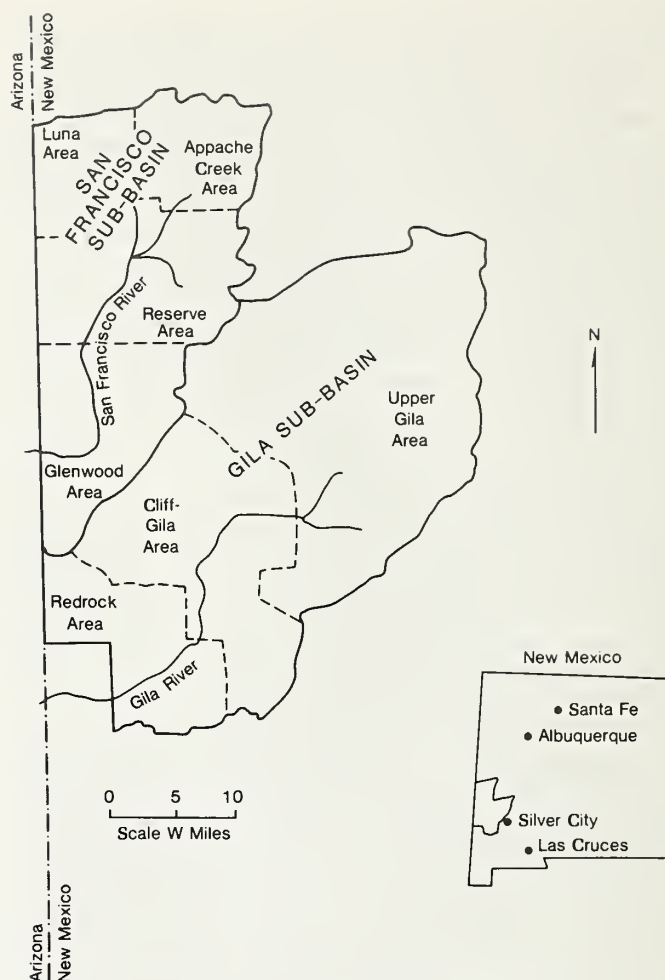 Arizona
New Mexico
Luna
Area
SAN
FRANCISCO
SUB-BASIN
Appache
Creek
Area
San Francisco River
Reserve
Area
N
GILA SUB-BASIN
Upper
Gila
Area
Glenwood
Area
Cliff-
Gila
Area
Redrock
Area
Gila River
New Mexico
Santa Fe
Albuquerque
Silver City
Las Cruces
0 5 10
Scale W Miles
Arizona
New Mexico